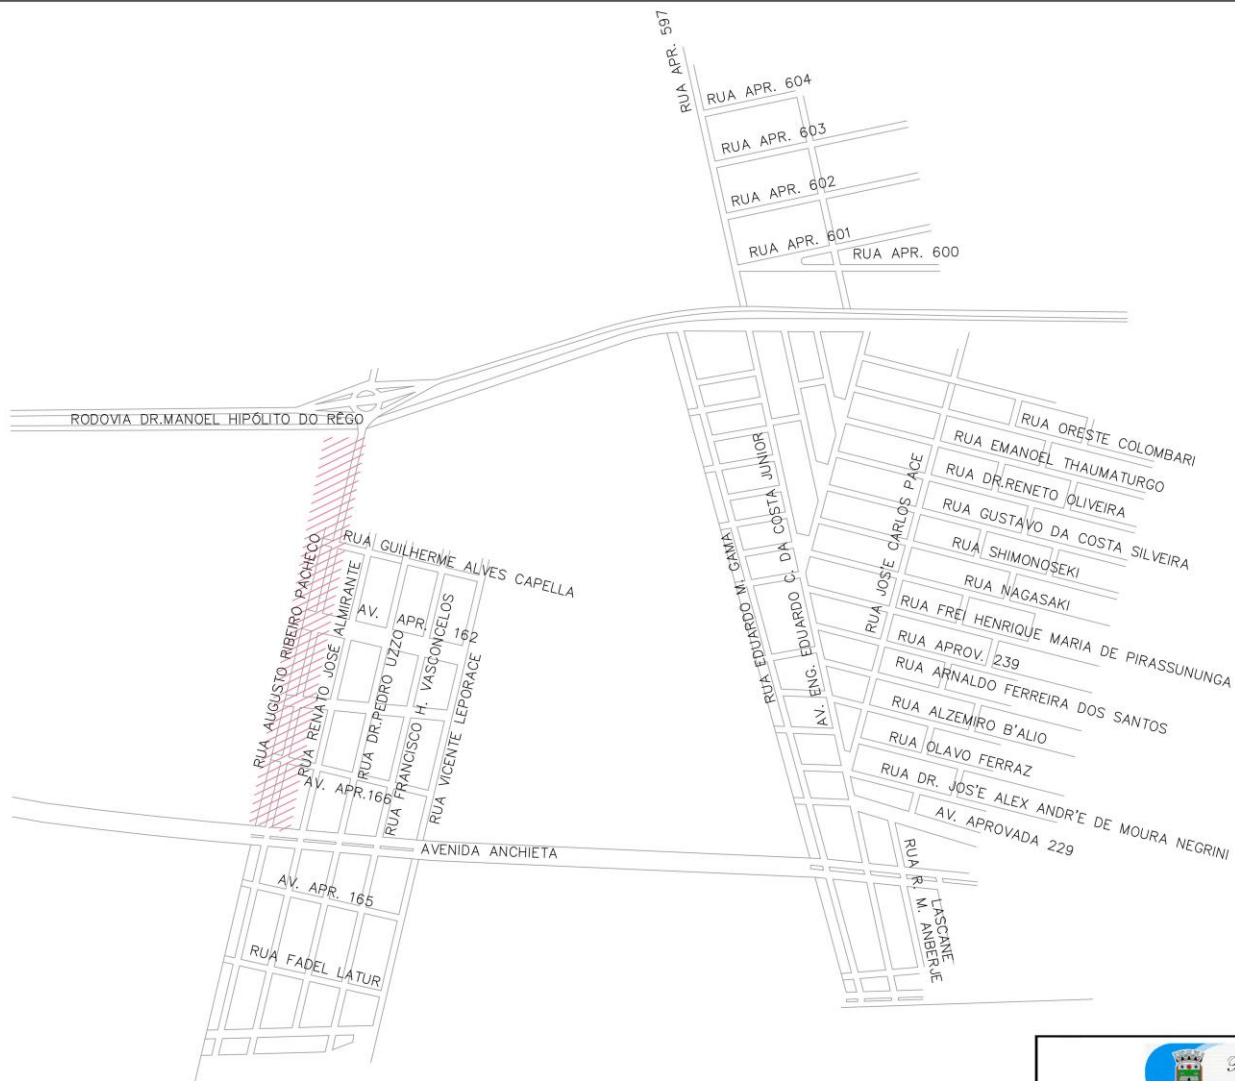 RUA APR. 597
RUA APR. 604
RUA APR. 603
RUA APR. 602
RUA APR. 601
RUA APR. 600
RODOVIA DR.MANOEL HIPÓLITO DO RÊGO
RUA ORESTE COLOMBARI
RUA EMANOEL THAUMATURGO
RUA DR.RENETO OLIVEIRA
RUA GUSTAVO DA COSTA SILVEIRA
RUA SHIMONOSEKI
RUA NAGASAKI
RUA FREI HENRIQUE MARIA DE PIRASSUNUNGA
RUA APROV. 239
RUA ARNALDO FERREIRA DOS SANTOS
RUA ALZEMIRO B'ALIO
RUA OLAVO FERRAZ
RUA DR. JOS'E ALEX ANDR'E DE MOURA NEGRINI
AV. APROVADA 229
RUA JOS'E CARLOS PACE
AV. ENG. EDUARDO C. DA COSTA JUNIOR
RUA EDUARDO M. GAMA
RUA GUILHERME ALVES CAPELLA
AV. APR. 162
RUA AUGUSTO RIBEIRO PACHECO
RUA RENATO JOSÉ ALMIRANTE
RUA DR.PEDRO UZZO
RUA FRANCISCO H. VASCONCELOS
RUA VICENTE LEPORACE
AV. APR.166
AVENIDA ANCHIETA
AV. APR. 165
RUA FADEL LATUR
RUA R. M. ANBERJE
LASCANE